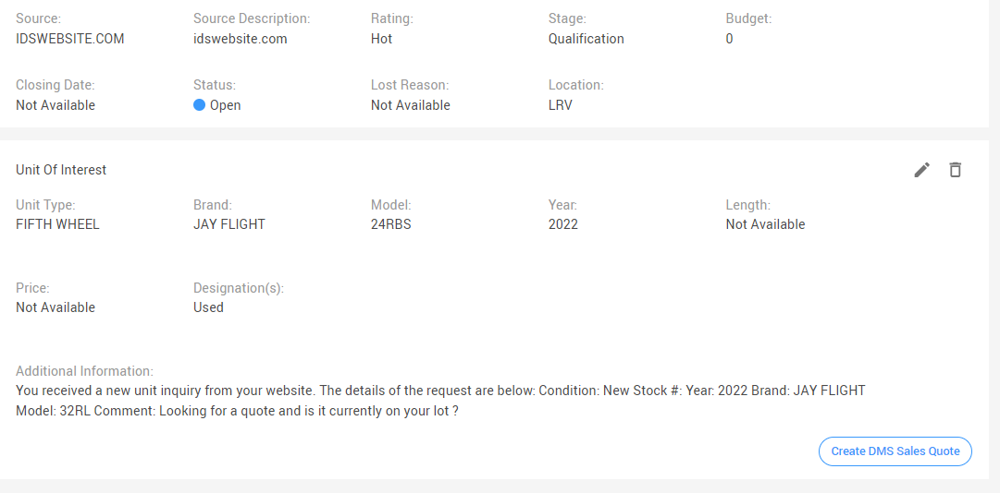 Source: Source Description: Rating: Stage: Budget:
IDSWEBSITE.COM idswebsite.com Hot Qualification 0
Closing Date: Status: Lost Reason: Location:
Not Available Open Not Available LRV
Unit Of Interest
Unit Type: Brand: Model: Year: Length:
FIFTH WHEEL JAY FLIGHT 24RBS 2022 Not Available
Price: Designation(s):
Not Available Used
Additional Information:
You received a new unit inquiry from your website. The details of the request are below: Condition: New Stock #: Year: 2022 Brand: JAY FLIGHT
Model: 32RL Comment: Looking for a quote and is it currently on your lot ?
Create DMS Sales Quote